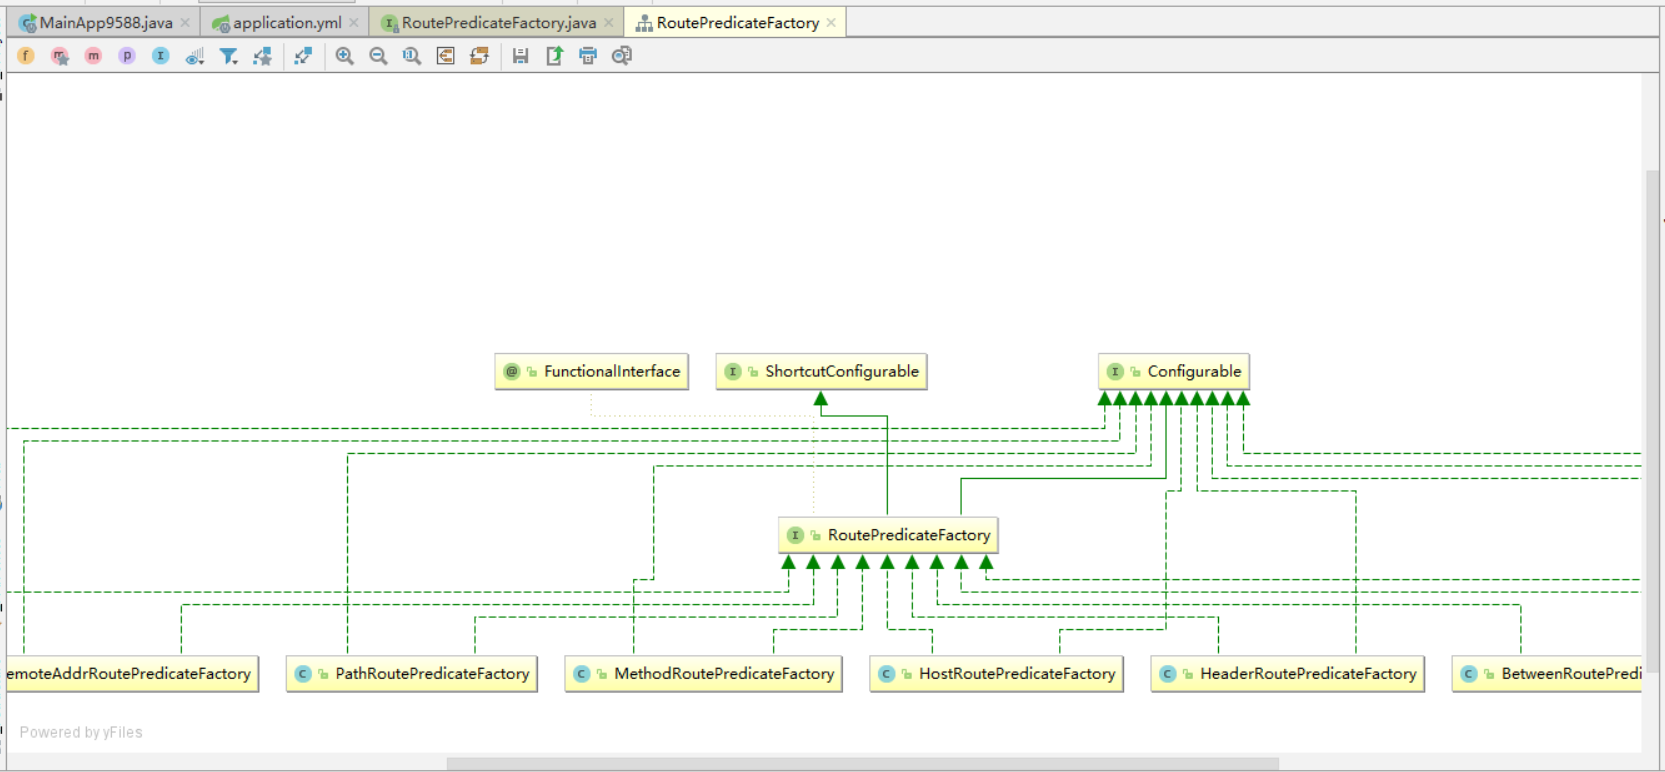 MainApp9588.java application.yml RoutePredicateFactory.java RoutePredicateFactory
FunctionalInterface ShortcutConfigurable Configurable
RoutePredicateFactory
emoteAddrRoutePredicateFactory PathRoutePredicateFactory MethodRoutePredicateFactory HostRoutePredicateFactory HeaderRoutePredicateFactory BetweenRoutePredi
Powered by yFiles